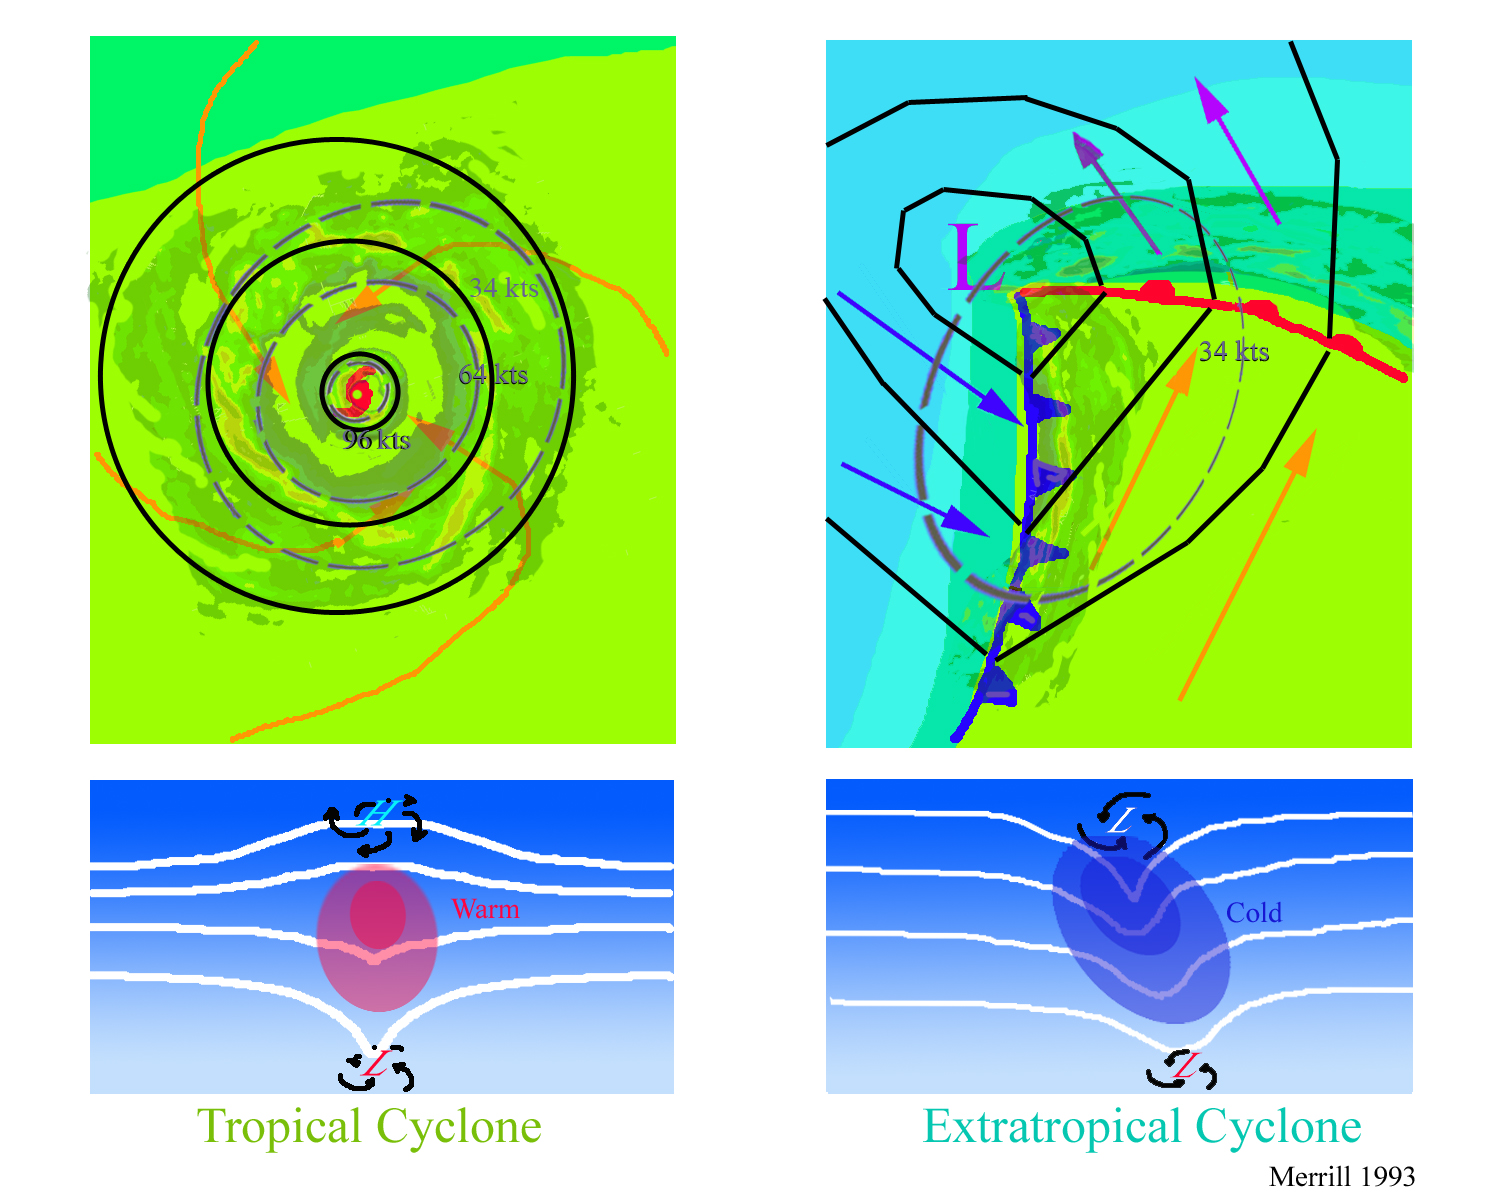 34 kts
64 kts
96 kts
L
34 kts
H
Warm
L
L
Cold
L
Tropical Cyclone
Extratropical Cyclone
Merrill 1993